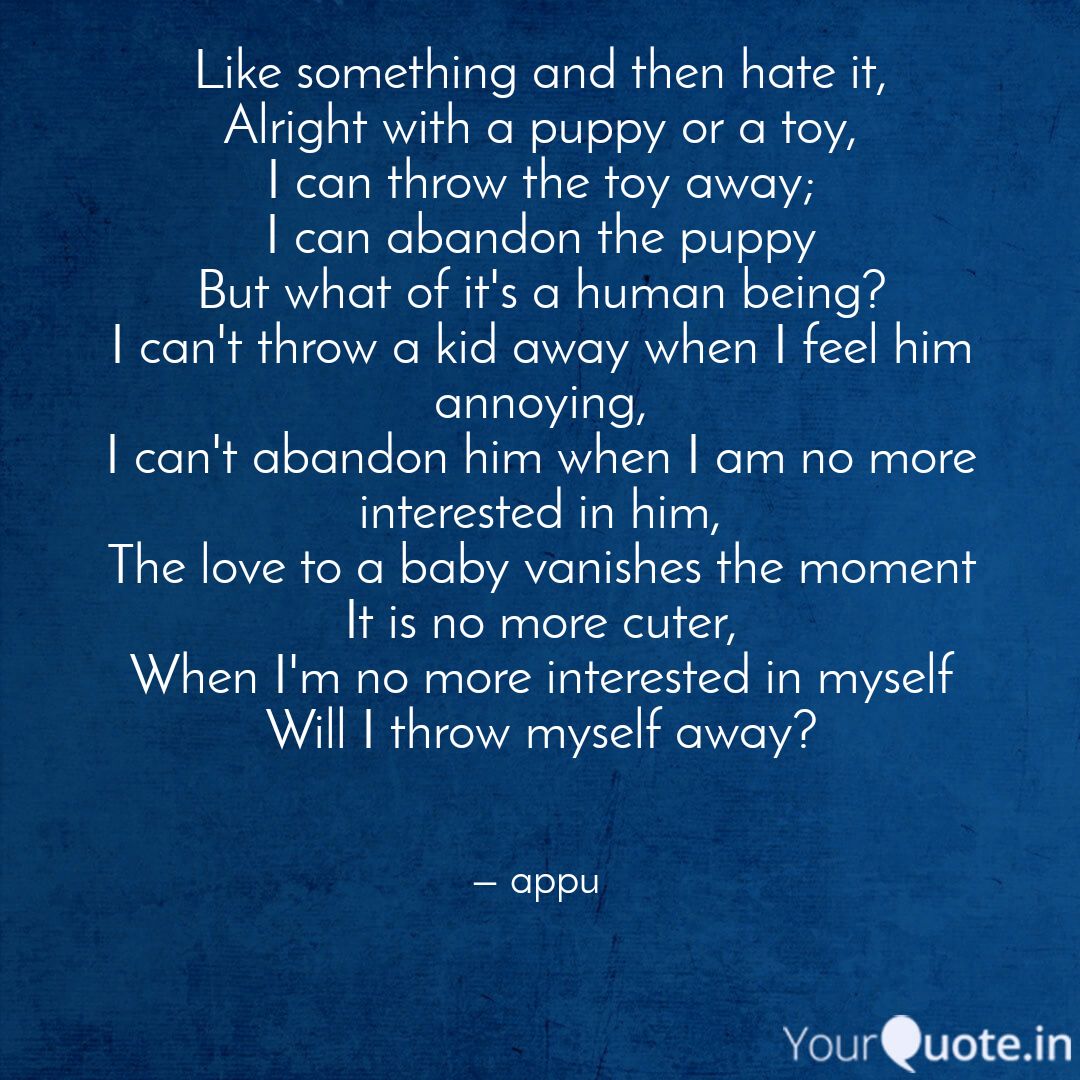 Like something and then hate it,
Alright with a puppy or a toy,
I can throw the toy away;
I can abandon the puppy
But what of it's a human being?
I can't throw a kid away when I feel him
annoying,
I can't abandon him when I am no more
interested in him,
The love to a baby vanishes the moment
It is no more cuter,
When I'm no more interested in myself
Will I throw myself away?
– appu
YourQuote.in